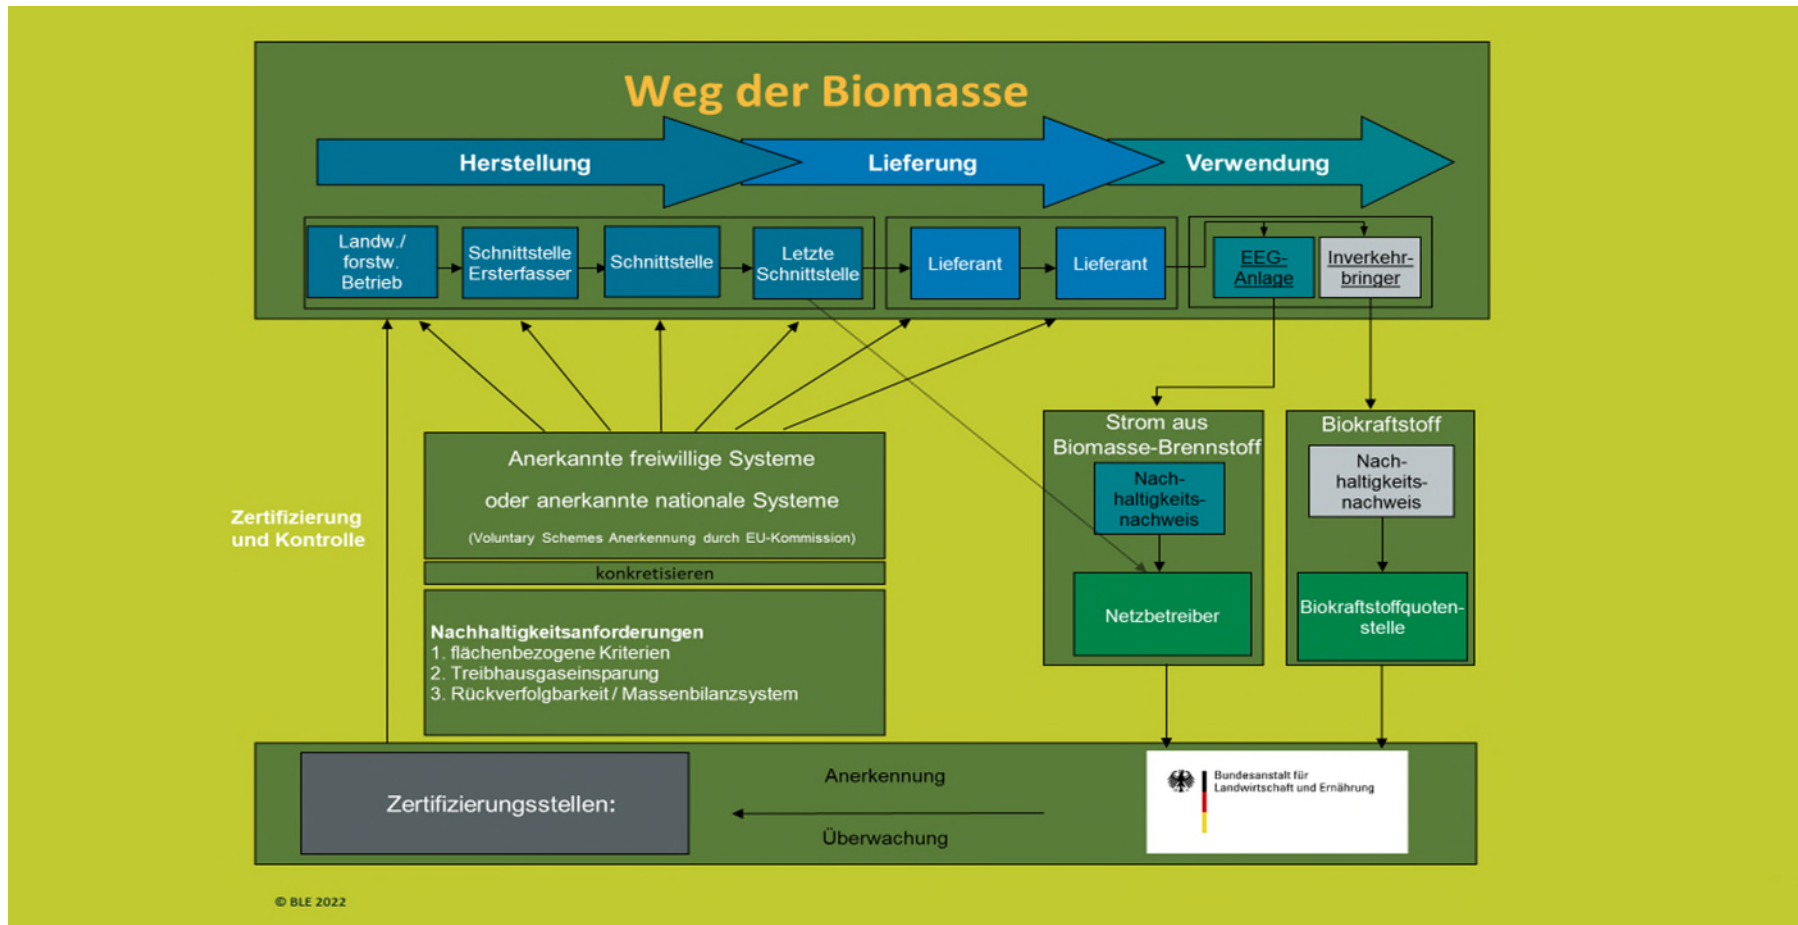 Weg der Biomasse
Herstellung
Lieferung
Verwendung
Landw./
forstw.
Betrieb
Schnittstelle
Ersterfasser
Schnittstelle
Letzte
Schnittstelle
Lieferant
Lieferant
EEG-
Anlage
Inverkehr-
bringer
Strom aus
Biomasse-Brennstoff
Nach-
haltigkeits-
nachweis
Netzbetreiber
Biokraftstoff
Nach-
haltigkeits-
nachweis
Biokraftstoffquoten-
stelle
Anerkannte freiwillige Systeme
oder anerkannte nationale Systeme
(Voluntary Schemes Anerkennung durch EU-Kommission)
konkretisieren
Zertifizierung
und Kontrolle
Nachhaltigkeitsanforderungen
1. flächenbezogene Kriterien
2. Treibhausgaseinsparung
3. Rückverfolgbarkeit / Massenbilanzsystem
Zertifizierungsstellen:
Anerkennung
Überwachung
Bundesanstalt für
Landwirtschaft und Ernährung
© BLE 2022